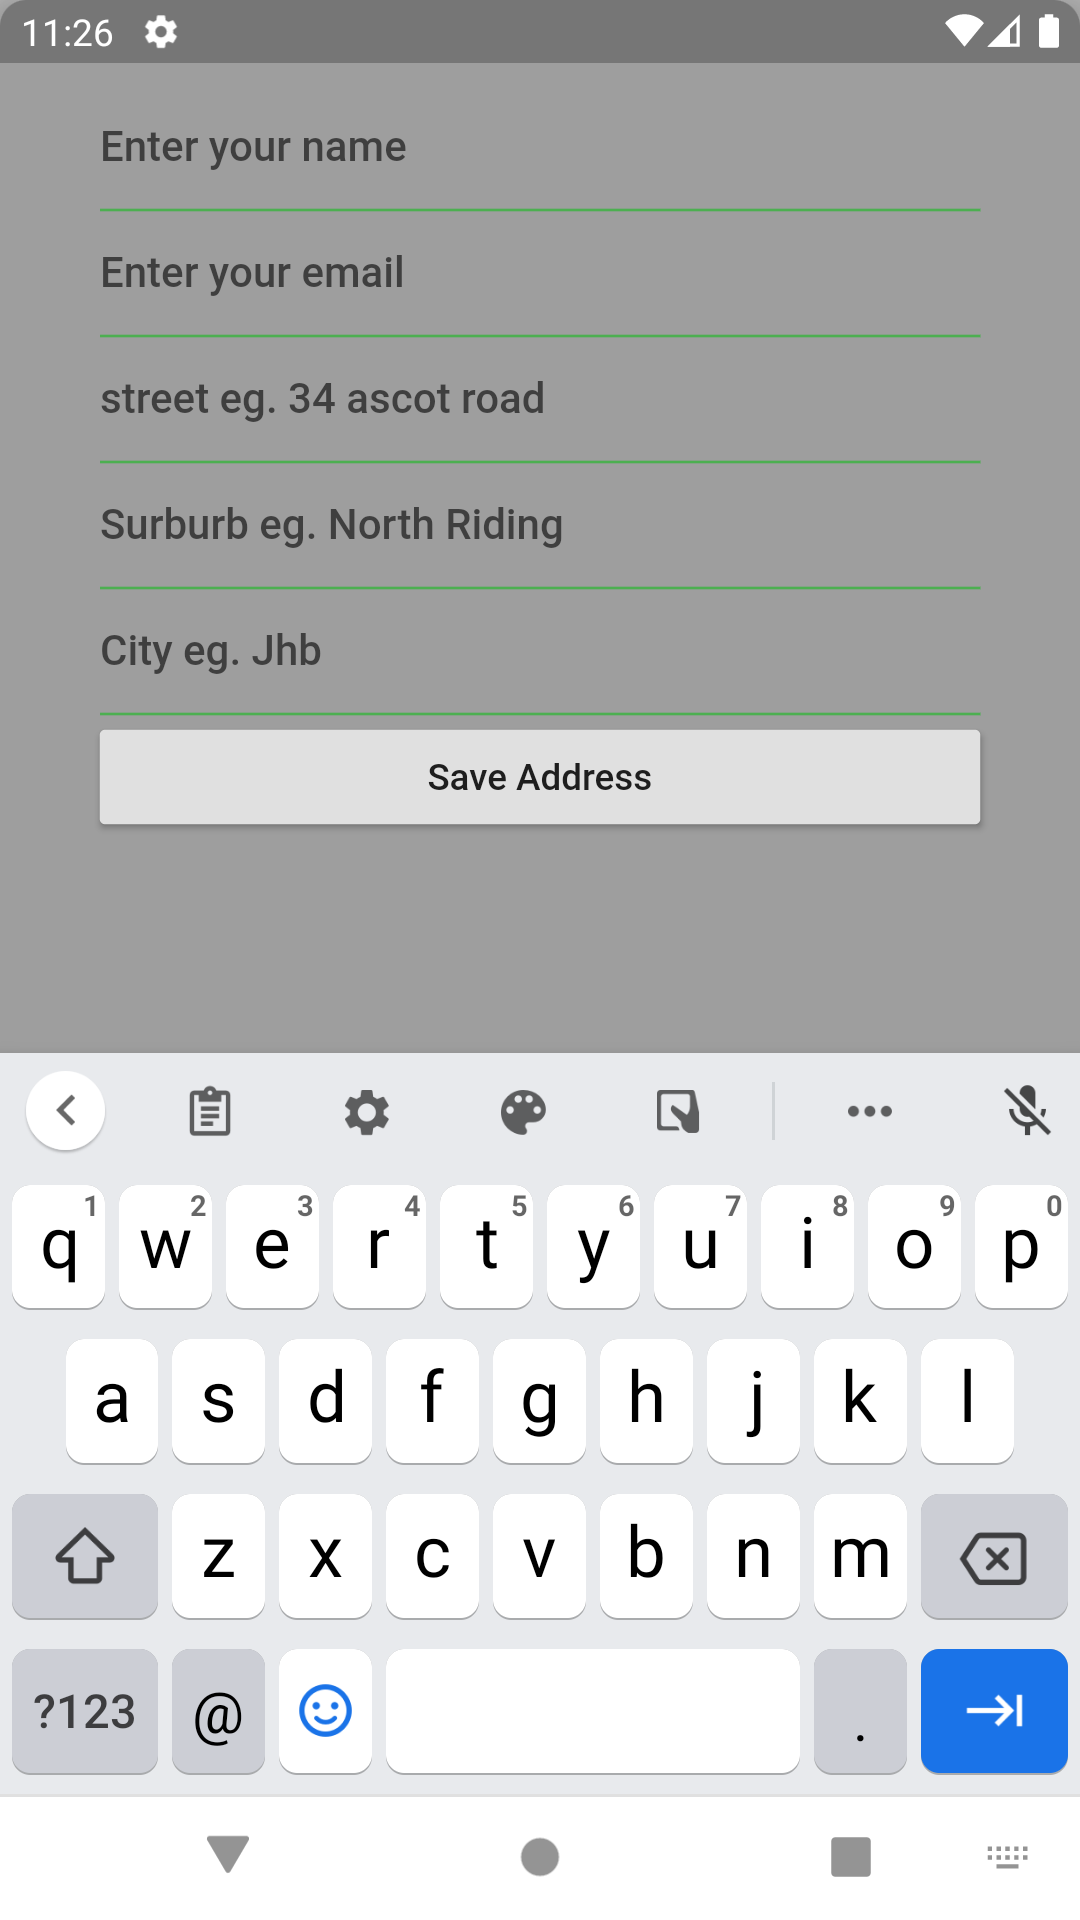 11:26
Enter your name
Enter your email
street eg. 34 ascot road
Surburb eg. North Riding
City eg. Jhb
Save Address
1 2 3 4 5 6 7 8 9 0
q w e r t y u i o p
a s d f g h j k l
z x c v b n m
?123 @ .